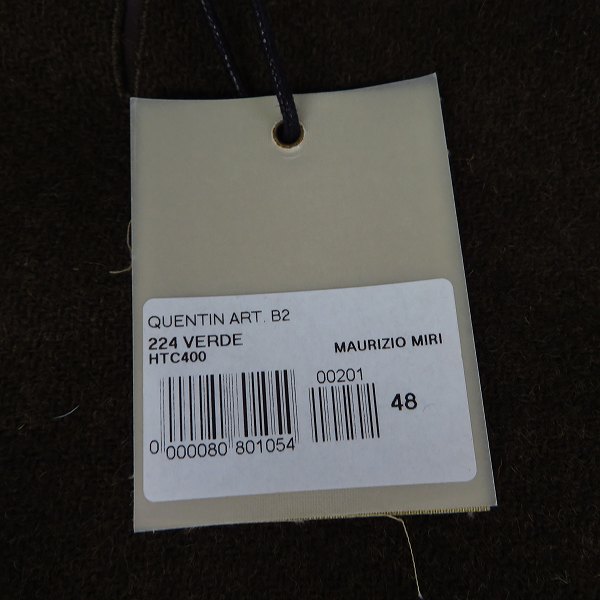 QUENTIN ART. B2
224 VERDE
HTC400
MAURIZIO MIRI
00201
48
0 000080 801054